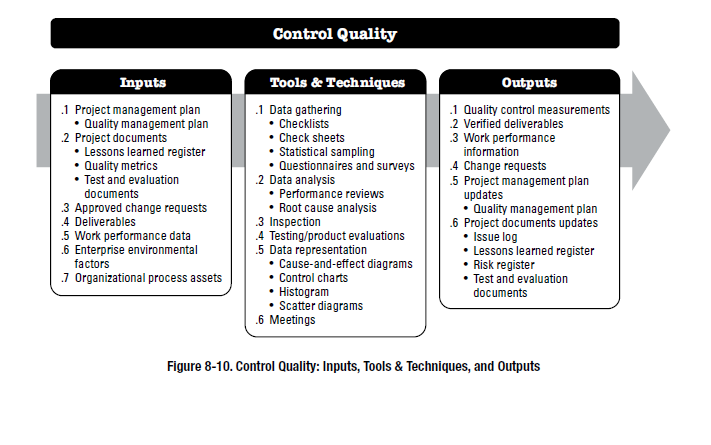 Control Quality
Inputs
.1 Project management plan
• Quality management plan
.2 Project documents
• Lessons learned register
• Quality metrics
• Test and evaluation
documents
.3 Approved change requests
.4 Deliverables
.5 Work performance data
.6 Enterprise environmental
factors
.7 Organizational process assets
Tools & Techniques
.1 Data gathering
• Checklists
• Check sheets
• Statistical sampling
• Questionnaires and surveys
.2 Data analysis
• Performance reviews
• Root cause analysis
.3 Inspection
.4 Testing/product evaluations
.5 Data representation
• Cause-and-effect diagrams
• Control charts
• Histogram
• Scatter diagrams
.6 Meetings
Outputs
.1 Quality control measurements
.2 Verified deliverables
.3 Work performance
information
.4 Change requests
.5 Project management plan
updates
• Quality management plan
.6 Project documents updates
• Issue log
• Lessons learned register
• Risk register
• Test and evaluation
documents
Figure 8-10. Control Quality: Inputs, Tools & Techniques, and Outputs